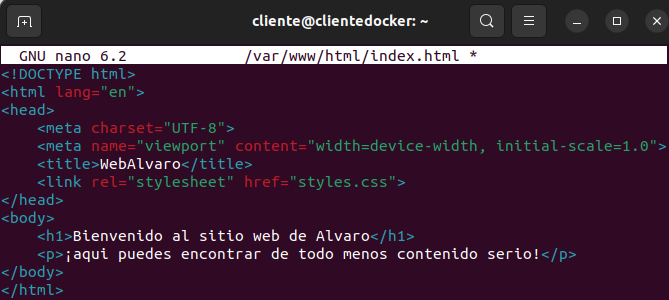 cliente@clientedocker: ~
GNU nano 6.2 /var/www/html/index.html *
<!DOCTYPE html>
<html lang="en">
<head>
    <meta charset="UTF-8">
    <meta name="viewport" content="width=device-width, initial-scale=1.0">
    <title>WebAlvaro</title>
    <link rel="stylesheet" href="styles.css">
</head>
<body>
    <h1>Bienvenido al sitio web de Alvaro</h1>
    <p>¡aqui puedes encontrar de todo menos contenido serio!</p>
</body>
</html>